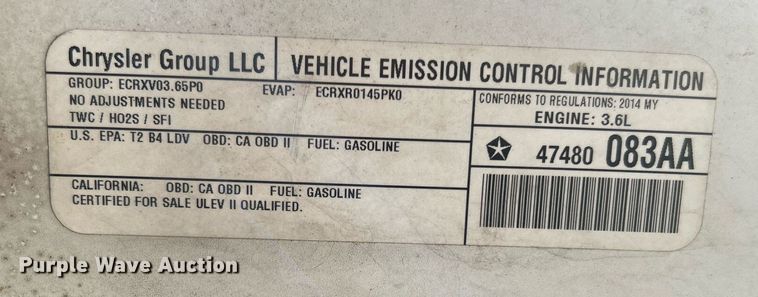 Chrysler Group LLC
VEHICLE EMISSION CONTROL INFORMATION
GROUP: ECRXV03.65P0 EVAP: ECRXR0145PK0
NO ADJUSTMENTS NEEDED
TWC / HO2S / SFI
CONFORMS TO REGULATIONS: 2014 MY
ENGINE: 3.6L
U.S. EPA: T2 B4 LDV OBD: CA OBD II FUEL: GASOLINE
47480 083AA
CALIFORNIA: OBD: CA OBD II FUEL: GASOLINE
CERTIFIED FOR SALE ULEV II QUALIFIED.
Purple Wave Auction